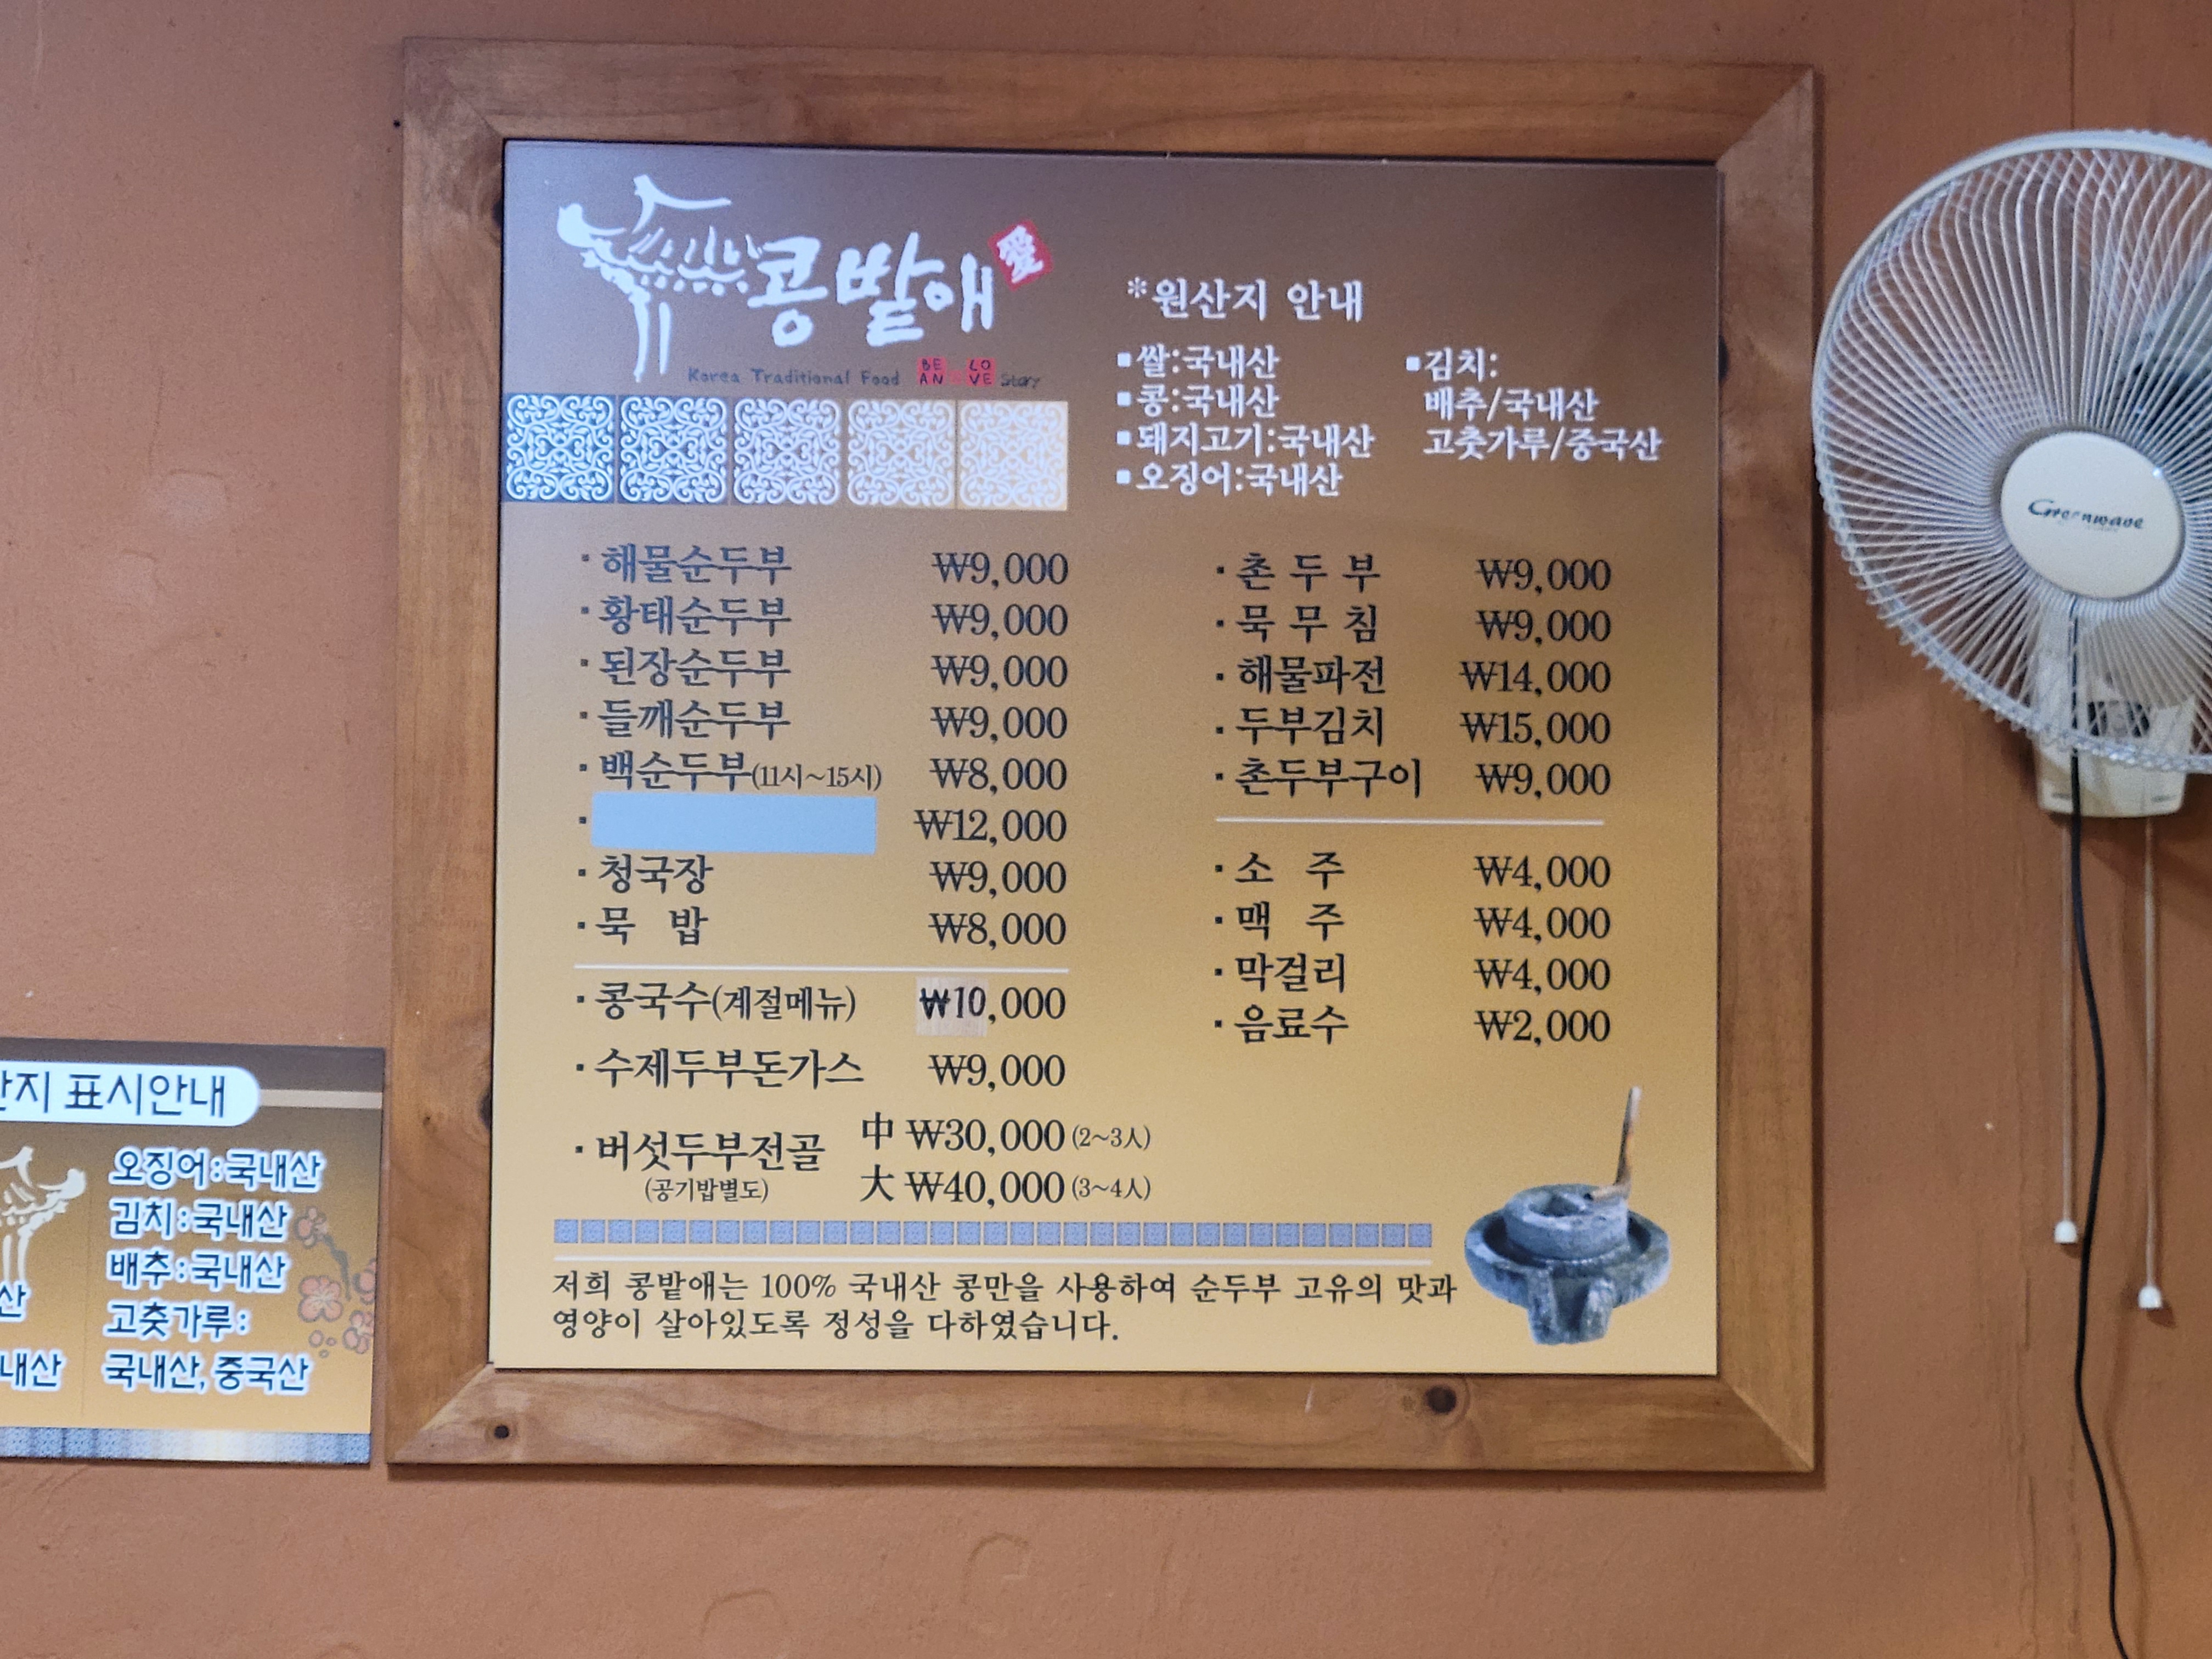 콩밭애 愛
Korea Traditional Food BEAN LOVE Story
*원산지 안내
▪쌀:국내산
▪콩:국내산
▪돼지고기:국내산
▪오징어:국내산
▪김치:
배추/국내산
고춧가루/중국산
·해물순두부 ₩9,000
·황태순두부 ₩9,000
·된장순두부 ₩9,000
·들깨순두부 ₩9,000
·백순두부(11시~15시) ₩8,000
· ₩12,000
·청국장 ₩9,000
·묵 밥 ₩8,000
·콩국수(계절메뉴) ₩10,000
·수제두부돈가스 ₩9,000
·버섯두부전골 中 ₩30,000 (2~3人)
(공기밥별도) 大 ₩40,000 (3~4人)
·촌 두 부 ₩9,000
·묵 무 침 ₩9,000
·해물파전 ₩14,000
·두부김치 ₩15,000
·촌두부구이 ₩9,000
·소 주 ₩4,000
·맥 주 ₩4,000
·막걸리 ₩4,000
·음료수 ₩2,000
저희 콩밭애는 100% 국내산 콩만을 사용하여 순두부 고유의 맛과
영양이 살아있도록 정성을 다하였습니다.
지 표시안내
오징어:국내산
김치:국내산
배추:국내산
고춧가루:
국내산, 중국산
산
내산
Greenwave